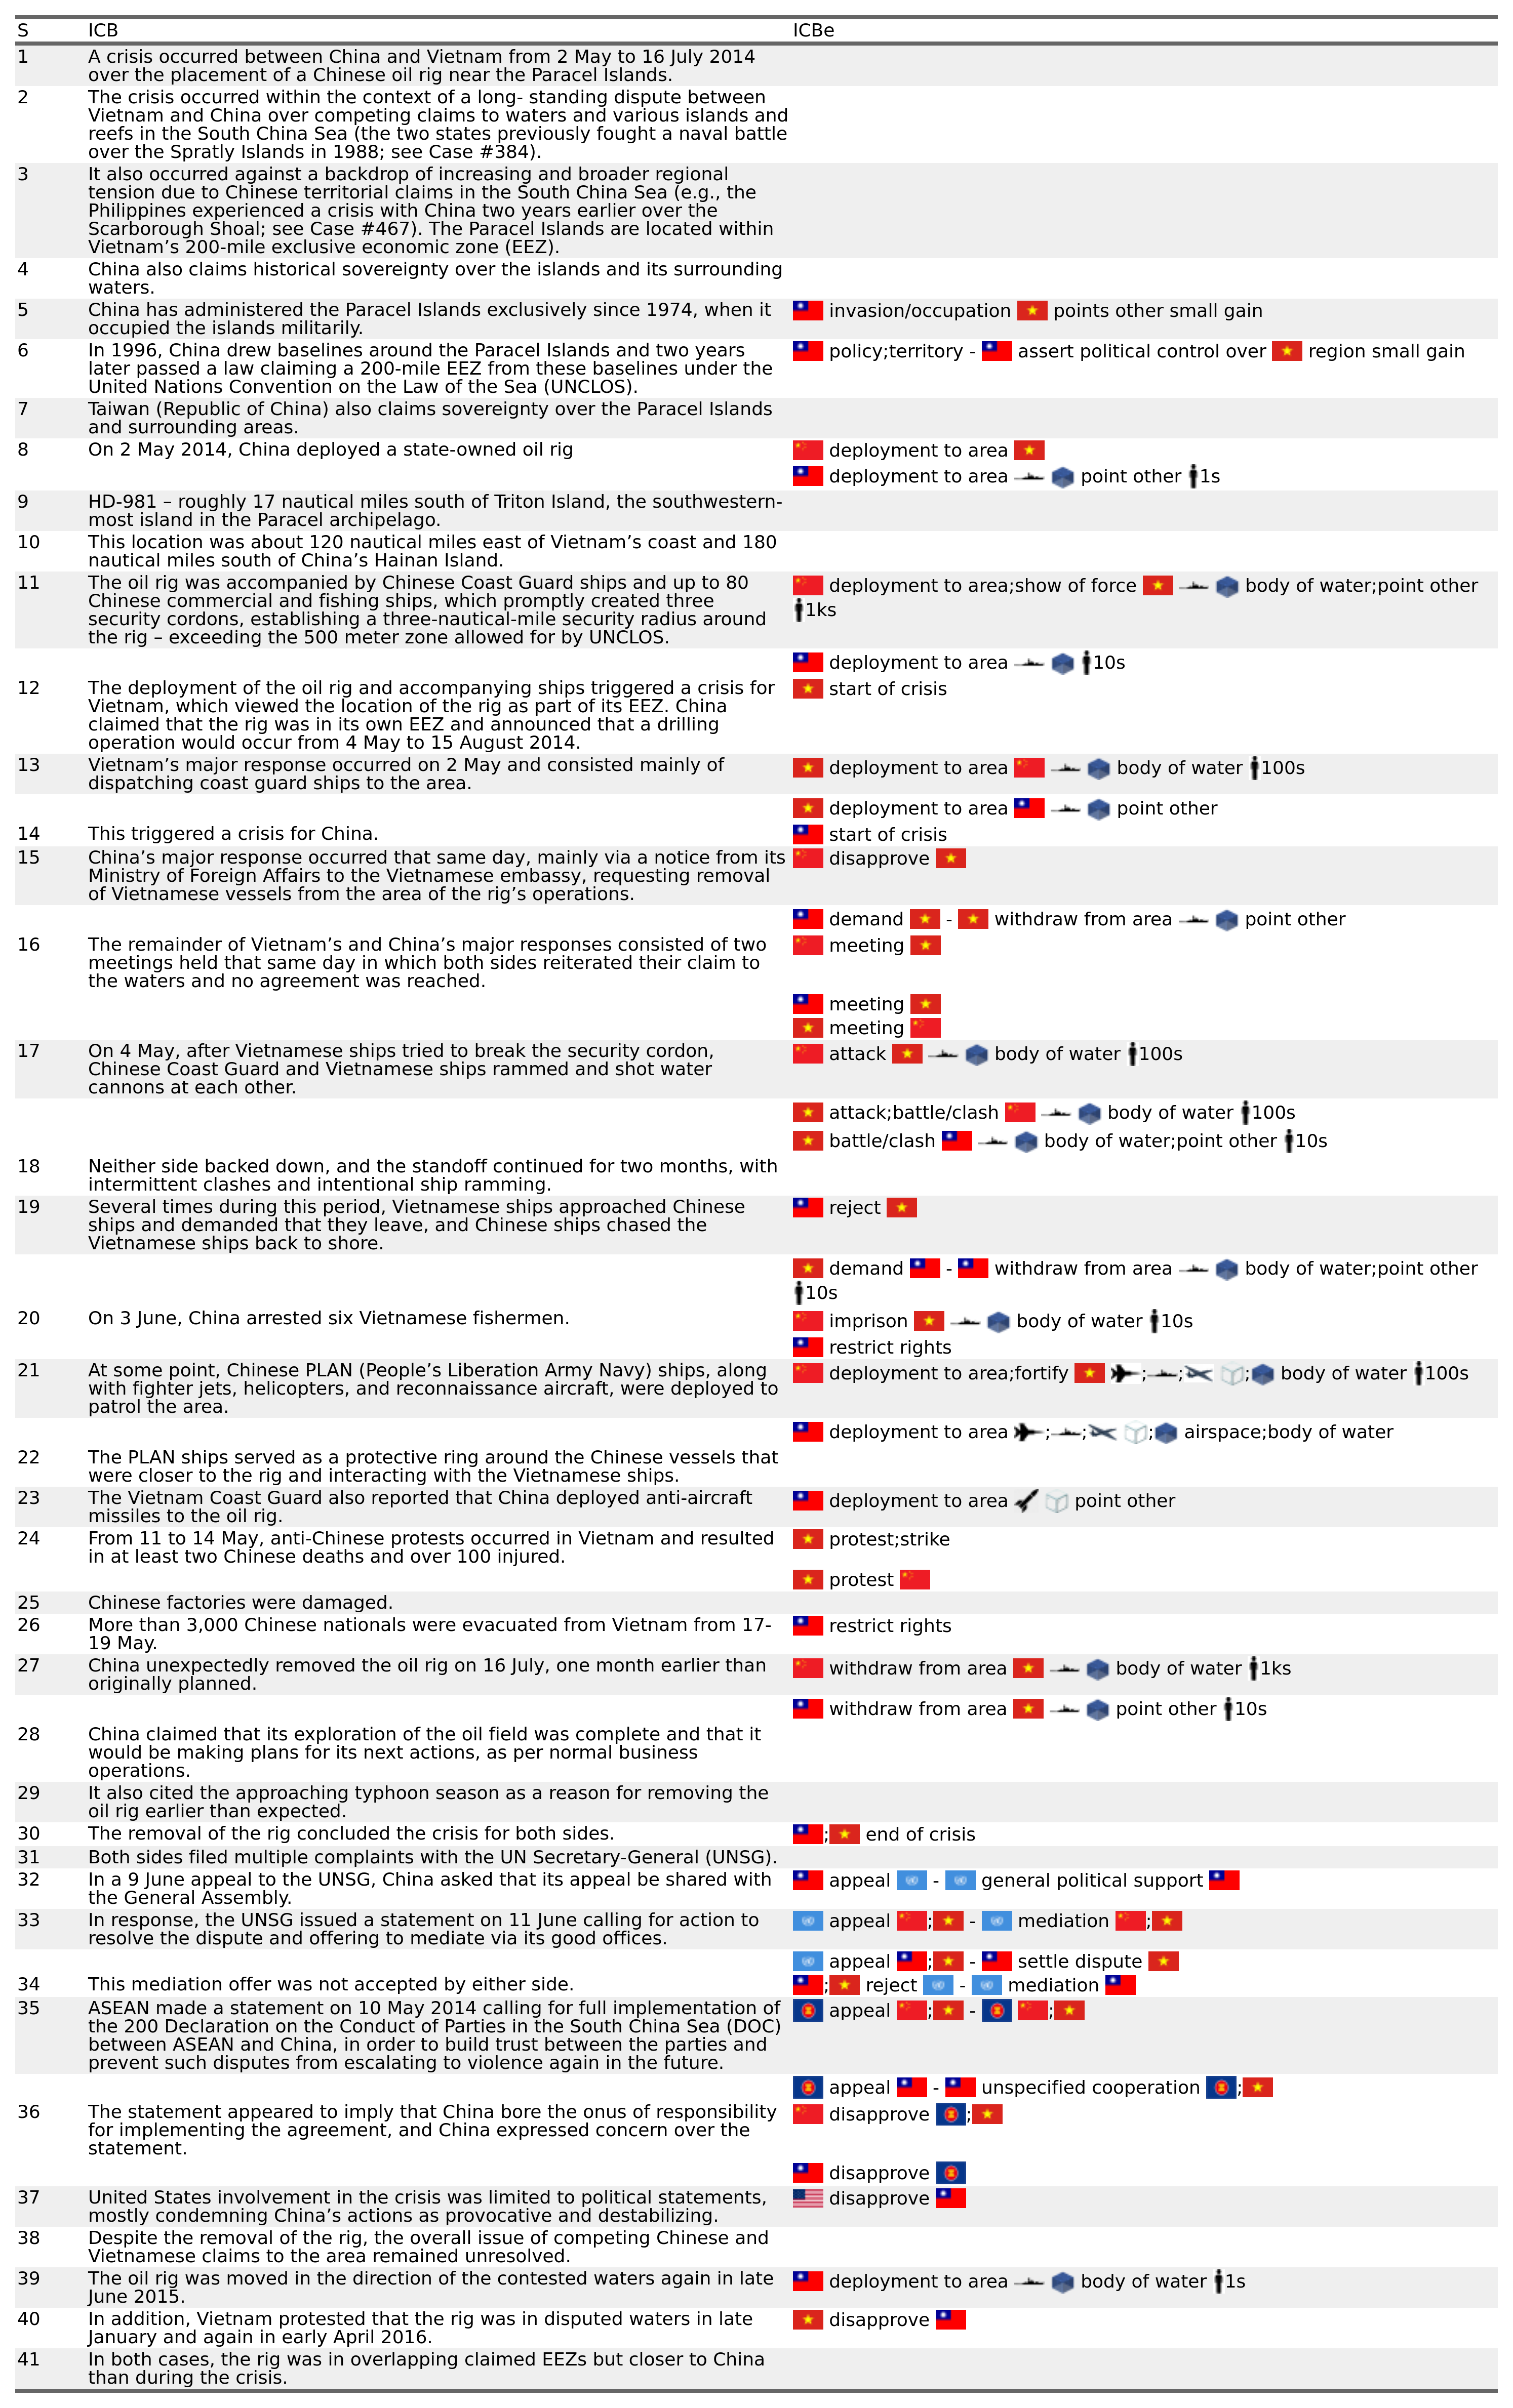 S ICB ICBe
1 A crisis occurred between China and Vietnam from 2 May to 16 July 2014
over the placement of a Chinese oil rig near the Paracel Islands.
2 The crisis occurred within the context of a long- standing dispute between
Vietnam and China over competing claims to waters and various islands and
reefs in the South China Sea (the two states previously fought a naval battle
over the Spratly Islands in 1988; see Case #384).
3 It also occurred against a backdrop of increasing and broader regional
tension due to Chinese territorial claims in the South China Sea (e.g., the
Philippines experienced a crisis with China two years earlier over the
Scarborough Shoal; see Case #467). The Paracel Islands are located within
Vietnam’s 200-mile exclusive economic zone (EEZ).
4 China also claims historical sovereignty over the islands and its surrounding
waters.
5 China has administered the Paracel Islands exclusively since 1974, when it invasion/occupation points other small gain
occupied the islands militarily.
6 In 1996, China drew baselines around the Paracel Islands and two years policy;territory - assert political control over region small gain
later passed a law claiming a 200-mile EEZ from these baselines under the
United Nations Convention on the Law of the Sea (UNCLOS).
7 Taiwan (Republic of China) also claims sovereignty over the Paracel Islands
and surrounding areas.
8 On 2 May 2014, China deployed a state-owned oil rig deployment to area
deployment to area point other 1s
9 HD-981 – roughly 17 nautical miles south of Triton Island, the southwestern-
most island in the Paracel archipelago.
10 This location was about 120 nautical miles east of Vietnam’s coast and 180
nautical miles south of China’s Hainan Island.
11 The oil rig was accompanied by Chinese Coast Guard ships and up to 80 deployment to area;show of force body of water;point other
Chinese commercial and fishing ships, which promptly created three 1ks
security cordons, establishing a three-nautical-mile security radius around
the rig – exceeding the 500 meter zone allowed for by UNCLOS.
deployment to area 10s
12 The deployment of the oil rig and accompanying ships triggered a crisis for start of crisis
Vietnam, which viewed the location of the rig as part of its EEZ. China
claimed that the rig was in its own EEZ and announced that a drilling
operation would occur from 4 May to 15 August 2014.
13 Vietnam’s major response occurred on 2 May and consisted mainly of deployment to area body of water 100s
dispatching coast guard ships to the area.
deployment to area point other
14 This triggered a crisis for China. start of crisis
15 China’s major response occurred that same day, mainly via a notice from its disapprove
Ministry of Foreign Affairs to the Vietnamese embassy, requesting removal
of Vietnamese vessels from the area of the rig’s operations.
demand - withdraw from area point other
16 The remainder of Vietnam’s and China’s major responses consisted of two meeting
meetings held that same day in which both sides reiterated their claim to
the waters and no agreement was reached.
meeting
meeting
17 On 4 May, after Vietnamese ships tried to break the security cordon, attack body of water 100s
Chinese Coast Guard and Vietnamese ships rammed and shot water
cannons at each other.
attack;battle/clash body of water 100s
battle/clash body of water;point other 10s
18 Neither side backed down, and the standoff continued for two months, with
intermittent clashes and intentional ship ramming.
19 Several times during this period, Vietnamese ships approached Chinese reject
ships and demanded that they leave, and Chinese ships chased the
Vietnamese ships back to shore.
demand - withdraw from area body of water;point other
10s
20 On 3 June, China arrested six Vietnamese fishermen. imprison body of water 10s
restrict rights
21 At some point, Chinese PLAN (People’s Liberation Army Navy) ships, along deployment to area;fortify ; ; ; body of water 100s
with fighter jets, helicopters, and reconnaissance aircraft, were deployed to
patrol the area.
deployment to area ; ; ; airspace;body of water
22 The PLAN ships served as a protective ring around the Chinese vessels that
were closer to the rig and interacting with the Vietnamese ships.
23 The Vietnam Coast Guard also reported that China deployed anti-aircraft deployment to area point other
missiles to the oil rig.
24 From 11 to 14 May, anti-Chinese protests occurred in Vietnam and resulted protest;strike
in at least two Chinese deaths and over 100 injured.
protest
25 Chinese factories were damaged.
26 More than 3,000 Chinese nationals were evacuated from Vietnam from 17- restrict rights
19 May.
27 China unexpectedly removed the oil rig on 16 July, one month earlier than withdraw from area body of water 1ks
originally planned.
withdraw from area point other 10s
28 China claimed that its exploration of the oil field was complete and that it
would be making plans for its next actions, as per normal business
operations.
29 It also cited the approaching typhoon season as a reason for removing the
oil rig earlier than expected.
30 The removal of the rig concluded the crisis for both sides. ; end of crisis
31 Both sides filed multiple complaints with the UN Secretary-General (UNSG).
32 In a 9 June appeal to the UNSG, China asked that its appeal be shared with appeal - general political support
the General Assembly.
33 In response, the UNSG issued a statement on 11 June calling for action to appeal ; - mediation ;
resolve the dispute and offering to mediate via its good offices.
appeal ; - settle dispute
34 This mediation offer was not accepted by either side. ; reject - mediation
35 ASEAN made a statement on 10 May 2014 calling for full implementation of appeal ; - ;
the 200 Declaration on the Conduct of Parties in the South China Sea (DOC)
between ASEAN and China, in order to build trust between the parties and
prevent such disputes from escalating to violence again in the future.
appeal - unspecified cooperation ;
36 The statement appeared to imply that China bore the onus of responsibility disapprove ;
for implementing the agreement, and China expressed concern over the
statement.
disapprove
37 United States involvement in the crisis was limited to political statements, disapprove
mostly condemning China’s actions as provocative and destabilizing.
38 Despite the removal of the rig, the overall issue of competing Chinese and
Vietnamese claims to the area remained unresolved.
39 The oil rig was moved in the direction of the contested waters again in late deployment to area body of water 1s
June 2015.
40 In addition, Vietnam protested that the rig was in disputed waters in late disapprove
January and again in early April 2016.
41 In both cases, the rig was in overlapping claimed EEZs but closer to China
than during the crisis.